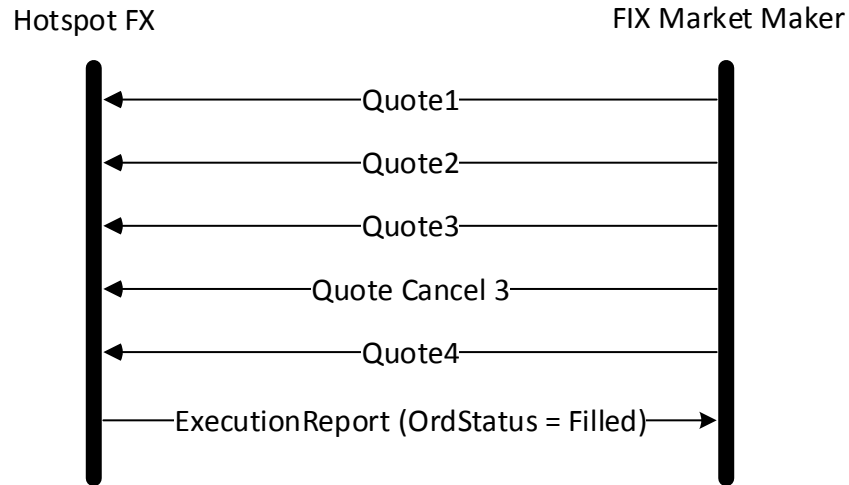 Hotspot FX
FIX Market Maker
Quote1
Quote2
Quote3
Quote Cancel 3
Quote4
ExecutionReport (OrdStatus = Filled)